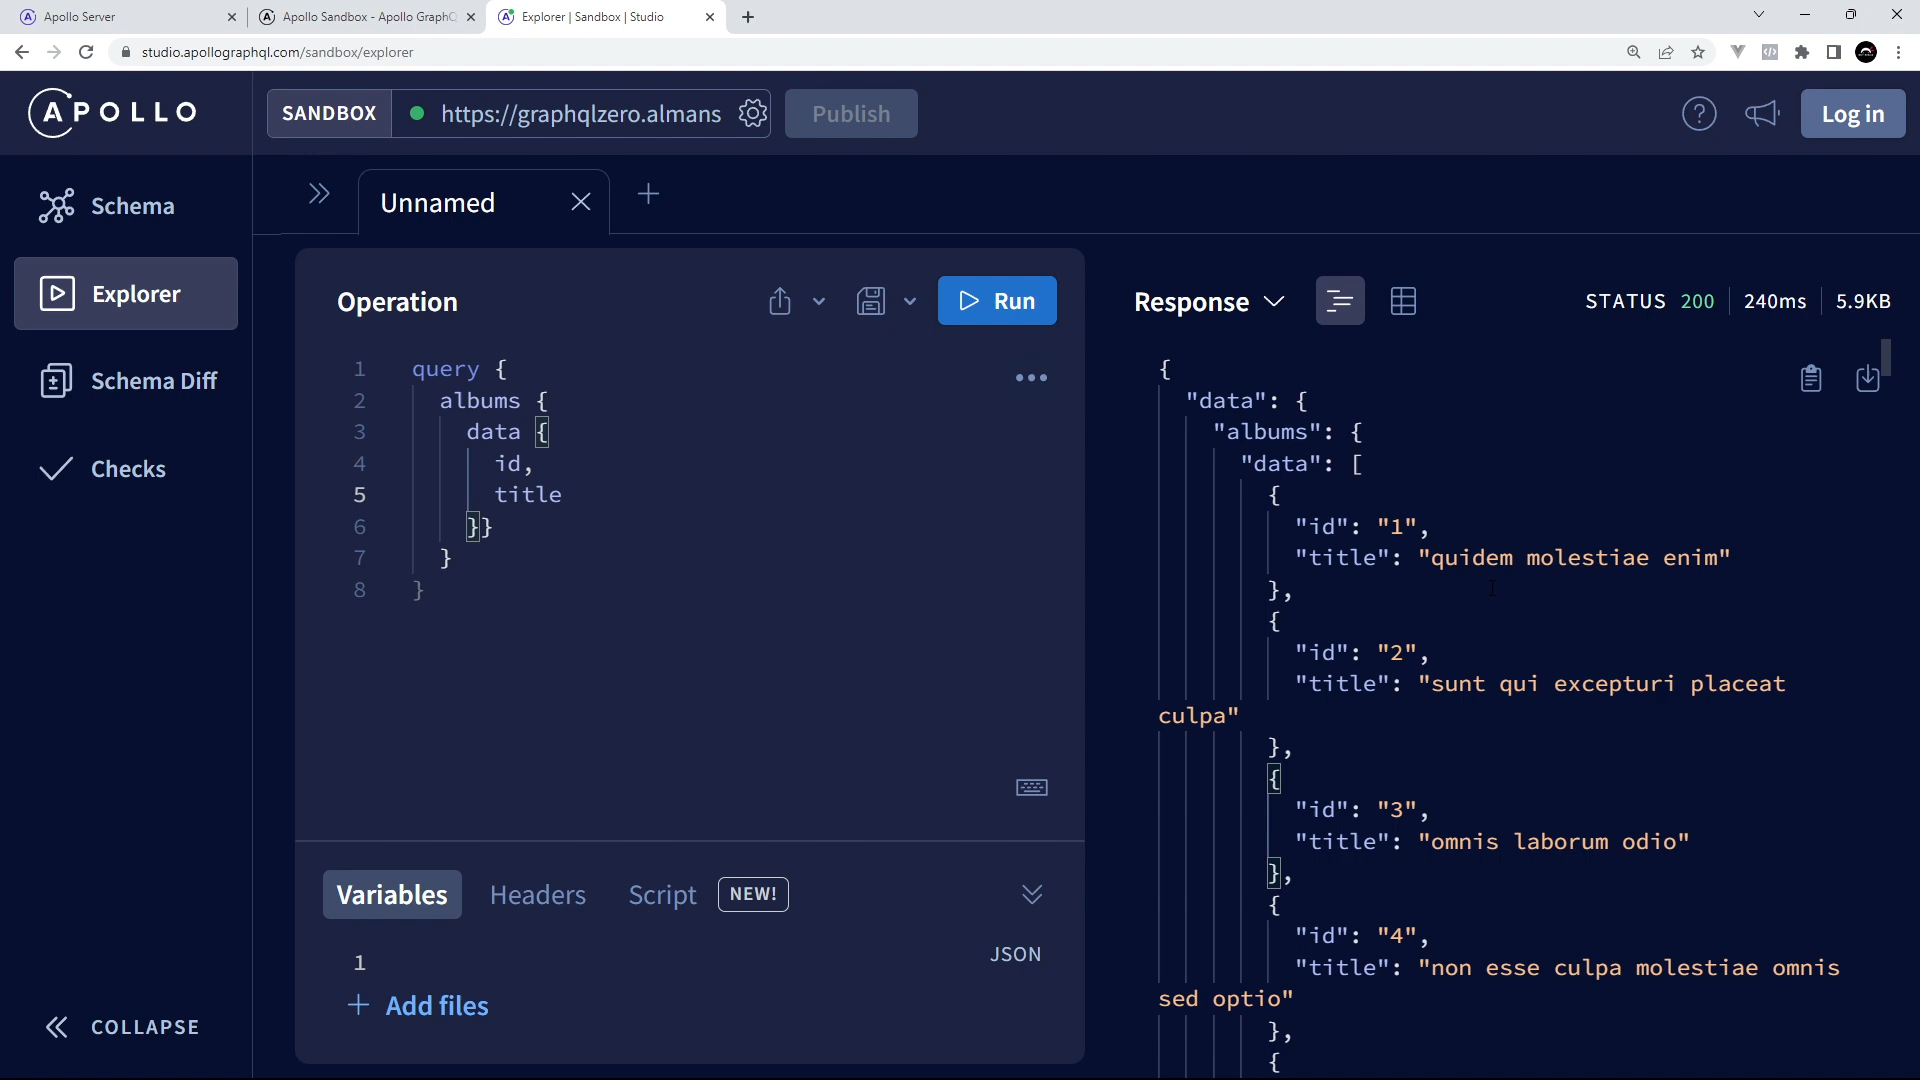 Apollo Server
Apollo Sandbox - Apollo GraphQ
Explorer | Sandbox | Studio
studio.apollographql.com/sandbox/explorer
APOLLO
SANDBOX
https://graphqlzero.almans
Publish
Log in
Schema
Explorer
Schema Diff
Checks
COLLAPSE
Unnamed
Operation
Run
1 query {
2 albums {
3 data {
4 id,
5 title
6 }}
7 }
8 }
Variables
Headers
Script
NEW!
1
JSON
+ Add files
Response
STATUS 200
240ms
5.9KB
{
"data": {
"albums": {
"data": [
{
"id": "1",
"title": "quidem molestiae enim"
},
{
"id": "2",
"title": "sunt qui excepturi placeat
culpa"
},
{
"id": "3",
"title": "omnis laborum odio"
},
{
"id": "4",
"title": "non esse culpa molestiae omnis
sed optio"
},
{